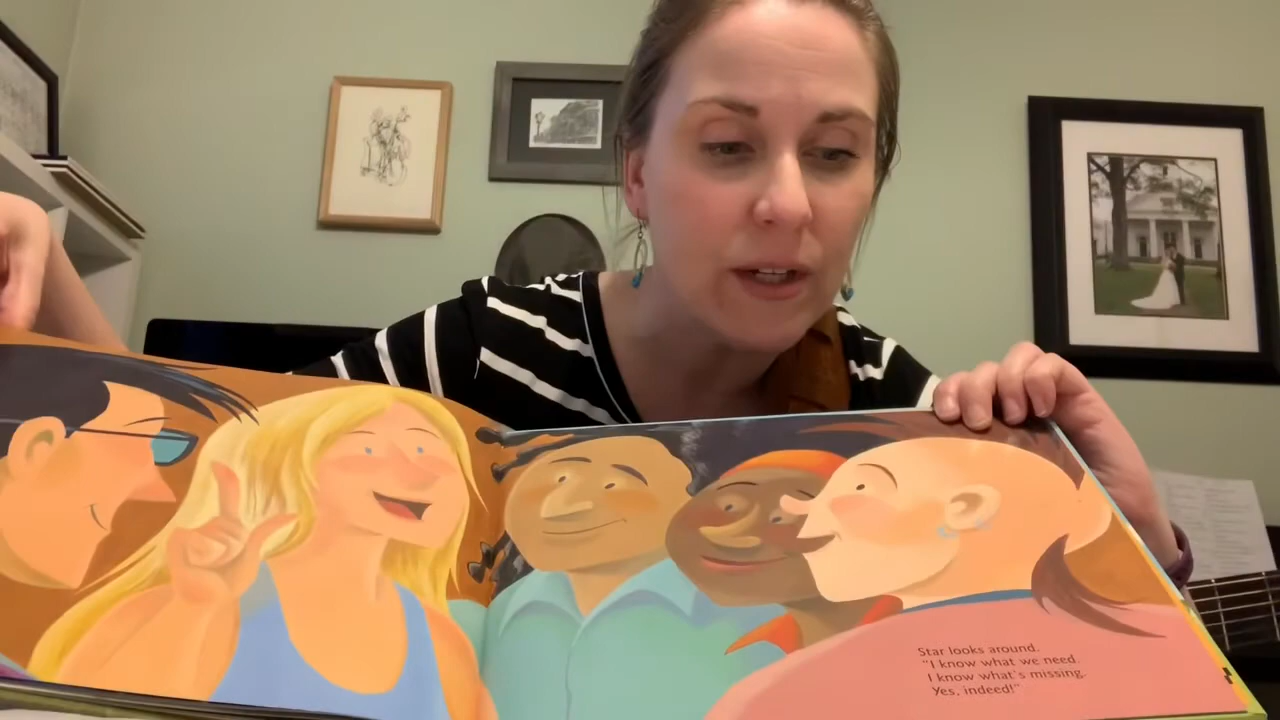 Star looks around.
"I know what we need.
I know what's missing.
Yes, indeed!"